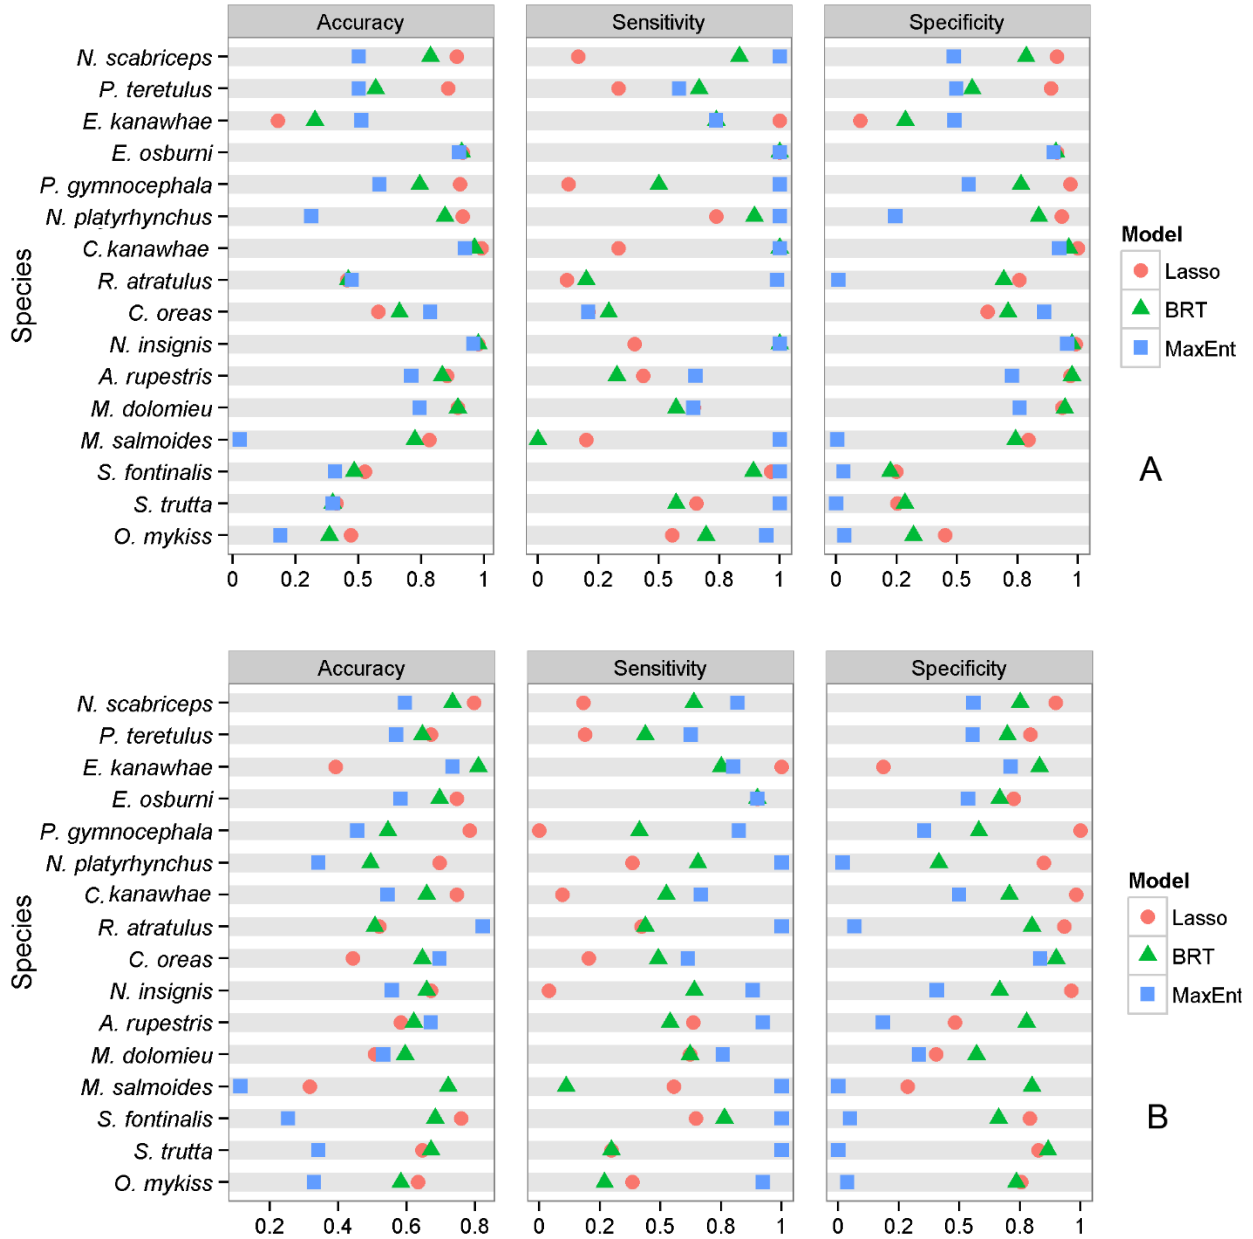 Accuracy Sensitivity Specificity
N. scabriceps
P. teretulus
E. kanawhae
E. osburni
P. gymnocephala
N. platyrhynchus
C. kanawhae
R. atratulus
C. oreas
N. insignis
A. rupestris
M. dolomieu
M. salmoides
S. fontinalis
S. trutta
O. mykiss
Species
0 0.2 0.5 0.8 1 0 0.2 0.5 0.8 1 0 0.2 0.5 0.8 1
Model
Lasso
BRT
MaxEnt
A
Accuracy Sensitivity Specificity
N. scabriceps
P. teretulus
E. kanawhae
E. osburni
P. gymnocephala
N. platyrhynchus
C. kanawhae
R. atratulus
C. oreas
N. insignis
A. rupestris
M. dolomieu
M. salmoides
S. fontinalis
S. trutta
O. mykiss
Species
0.2 0.4 0.6 0.8 0 0.2 0.5 0.8 1 0 0.2 0.5 0.8 1
Model
Lasso
BRT
MaxEnt
B